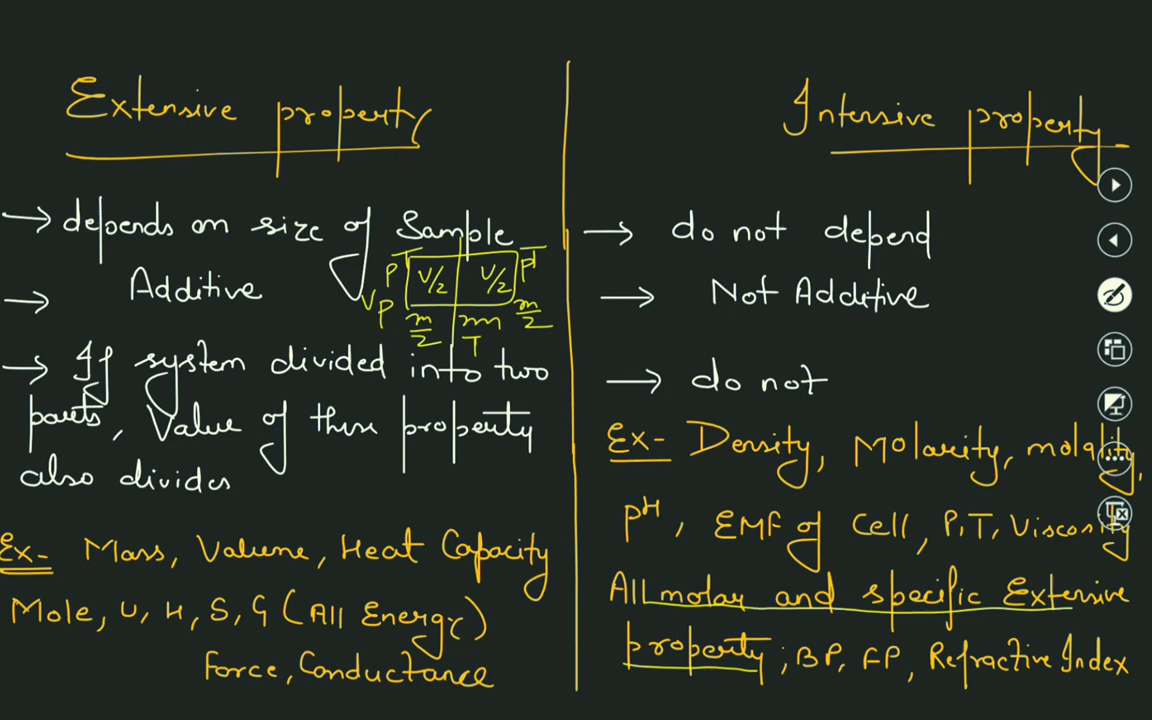 Extensive property
→ depends on size of Sample
→ Additive
P T V/2 V/2 P T
V P m/2 m T m/2
→ If system divided into two
parts, Value of these property
also divides
Ex- Mass, Volume, Heat Capacity
Mole, U, H, S, G (All Energy)
Force, Conductance
Intensive property
→ do not depend
→ Not Additive
→ do not
Ex- Density, Molarity, molality,
pH, EMF of Cell, P, T, Viscosity
All molar and specific Extensive
property; BP, FP, Refractive Index